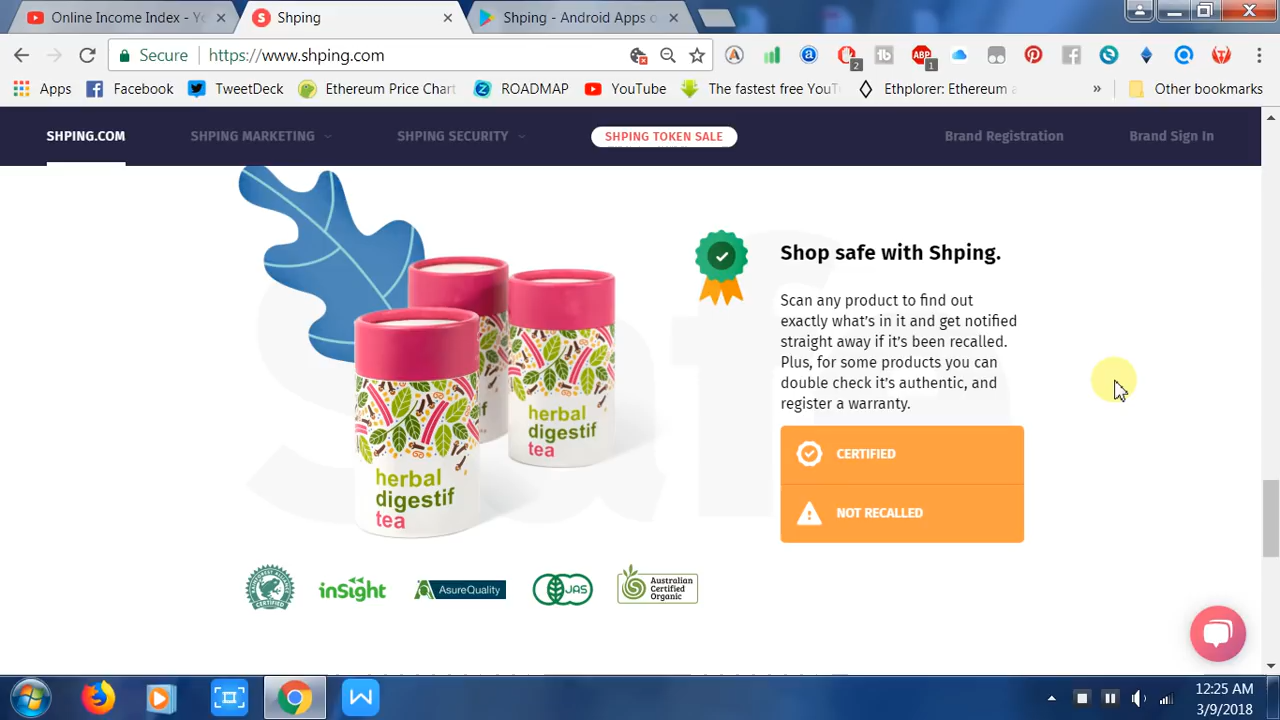 Online Income Index - Yo
Shping
Shping - Android Apps o
Secure
https://www.shping.com
2
1
Apps
Facebook
TweetDeck
Ethereum Price Chart
ROADMAP
YouTube
The fastest free YouT
Ethplorer: Ethereum a
»
Other bookmarks
SHPING.COM
SHPING MARKETING
SHPING SECURITY
SHPING TOKEN SALE
Brand Registration
Brand Sign In
Shop safe with Shping.
Scan any product to find out
exactly what's in it and get notified
straight away if it's been recalled.
Plus, for some products you can
double check it's authentic, and
register a warranty.
CERTIFIED
NOT RECALLED
herbal
digestif
tea
herbal
digestif
tea
CERTIFIED
inSight
AsureQuality
JAS
Australian
Certified
Organic
12:25 AM
3/9/2018